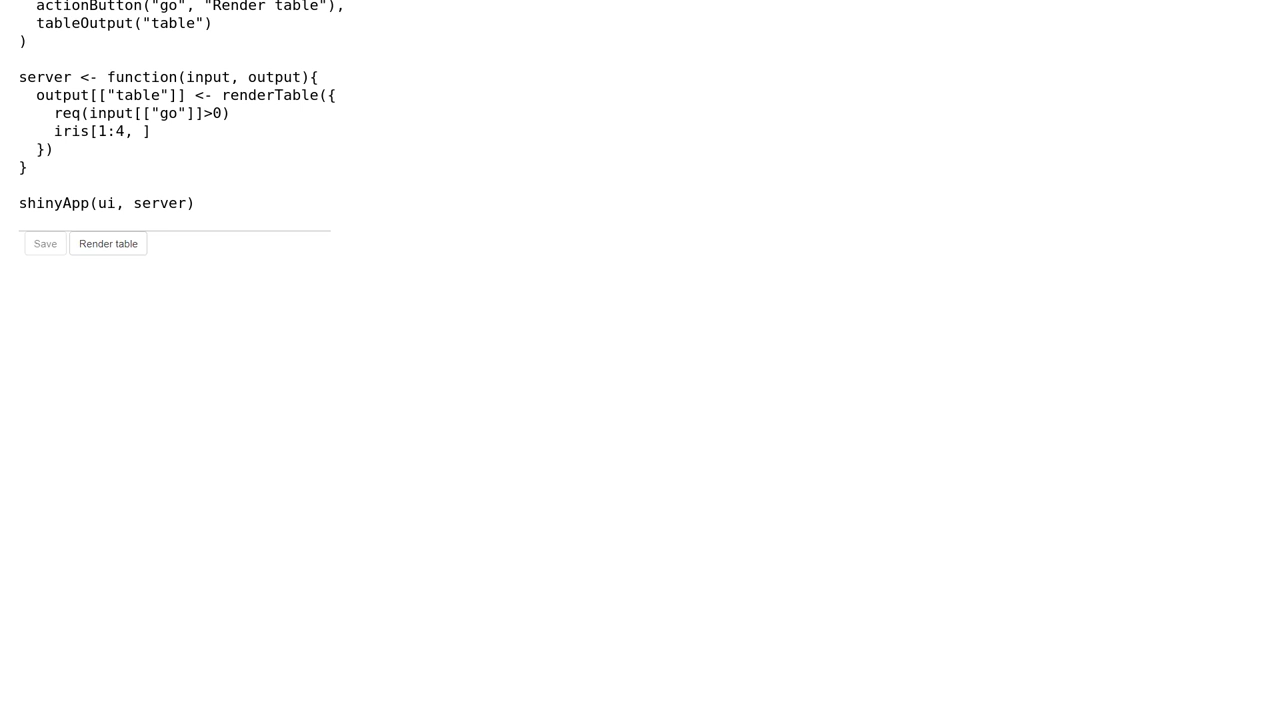 actionButton("go", "Render table"),
  tableOutput("table")
)

server <- function(input, output){
  output[["table"]] <- renderTable({
    req(input[["go"]]>0)
    iris[1:4, ]
  })
}

shinyApp(ui, server)
Save Render table